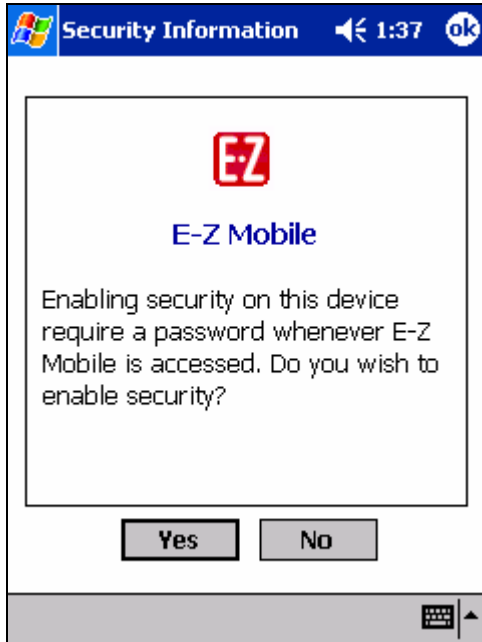 Security Information 1:37 ok
E-Z
E-Z Mobile
Enabling security on this device
require a password whenever E-Z
Mobile is accessed. Do you wish to
enable security?
Yes No